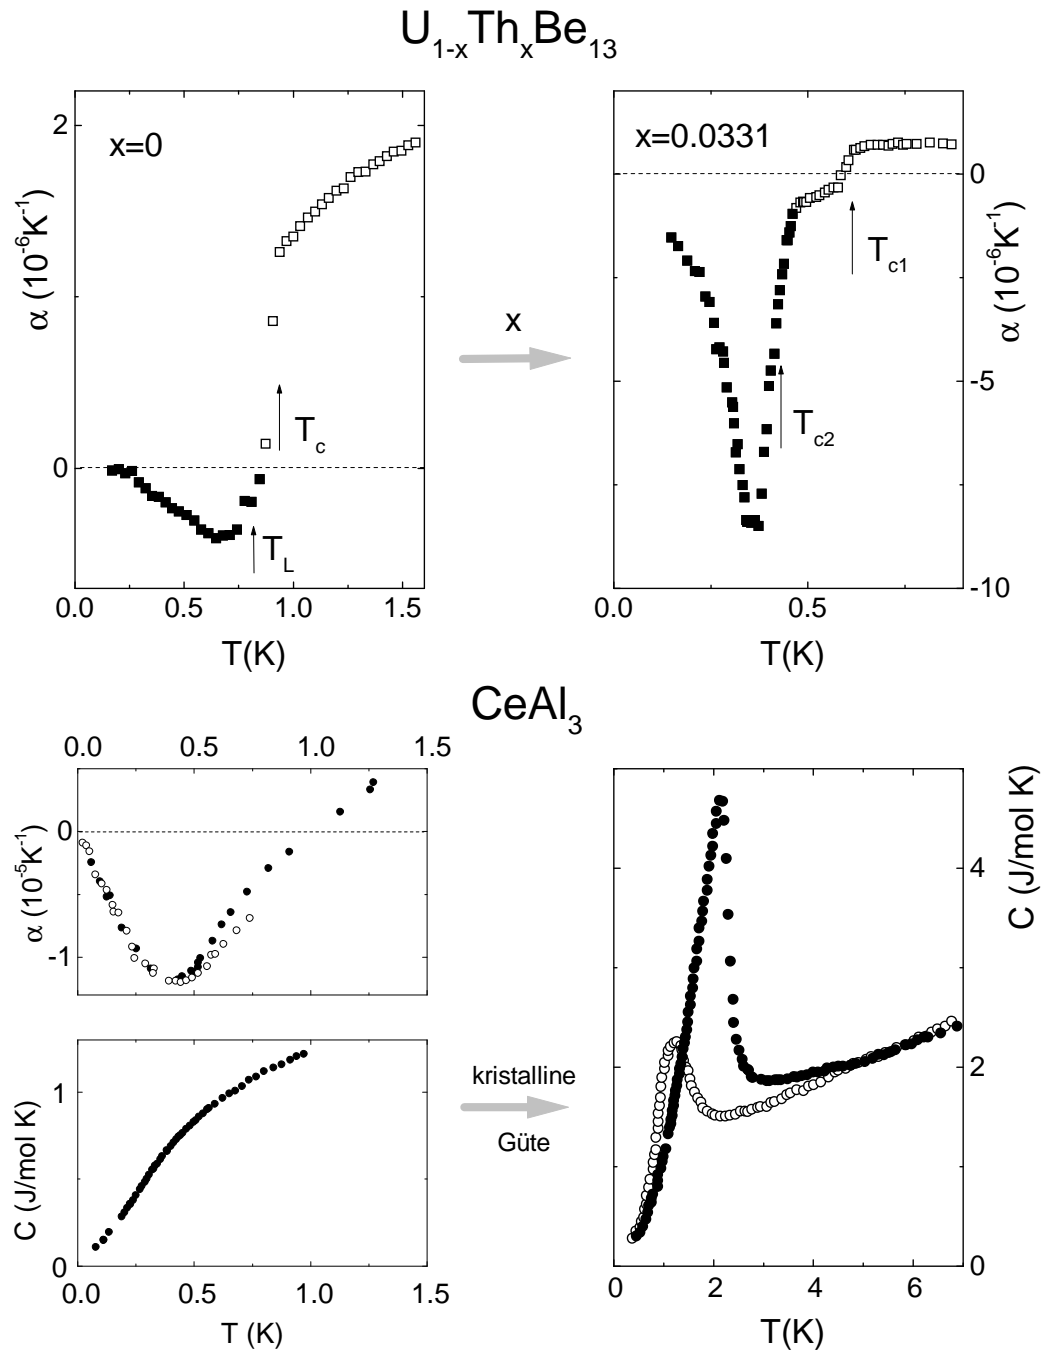 U1-xThxBe13
x=0
2
0
α (10-6K-1)
Tc
TL
0.0 0.5 1.0 1.5
T(K)
x
x=0.0331
0
-5
-10
α (10-6K-1)
Tc1
Tc2
0.0 0.5
T(K)
CeAl3
0.0 0.5 1.0 1.5
0
-1
α (10-5K-1)
1
0
C (J/mol K)
0.0 0.5 1.0 1.5
T (K)
kristalline
Güte
4
2
0
C (J/mol K)
0 2 4 6
T(K)